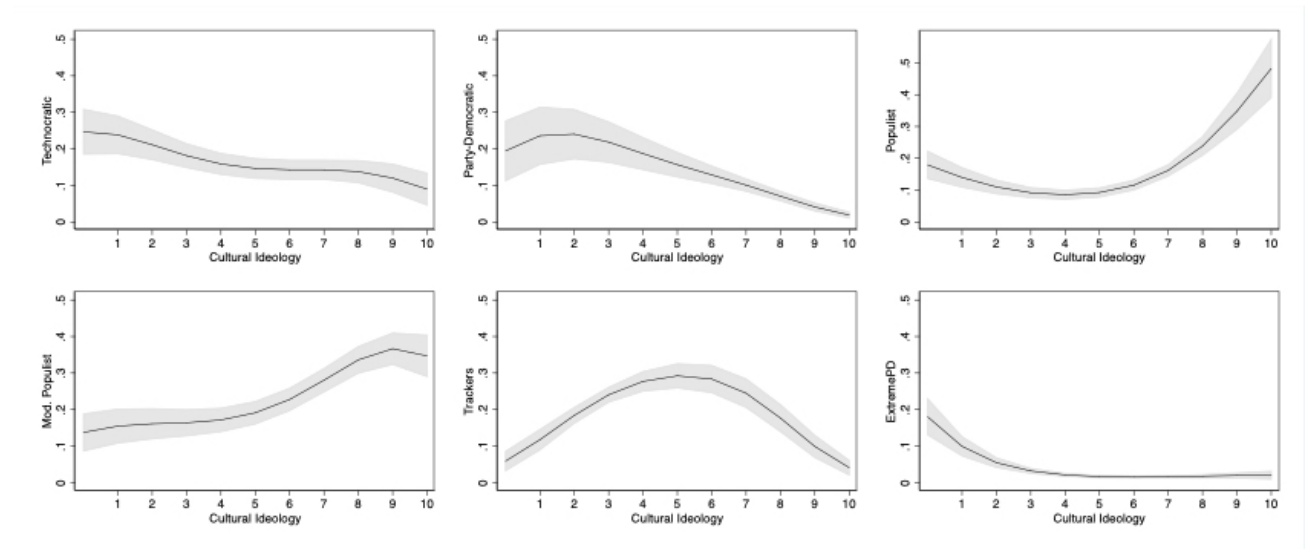 Technocratic
0 .1 .2 .3 .4 .5
1 2 3 4 5 6 7 8 9 10
Cultural Ideology
Party-Democratic
0 .1 .2 .3 .4 .5
1 2 3 4 5 6 7 8 9 10
Cultural Ideology
Populist
0 .1 .2 .3 .4 .5
1 2 3 4 5 6 7 8 9 10
Cultural Ideology
Mod. Populist
0 .1 .2 .3 .4 .5
1 2 3 4 5 6 7 8 9 10
Cultural Ideology
Trackers
0 .1 .2 .3 .4 .5
1 2 3 4 5 6 7 8 9 10
Cultural Ideology
ExtremePD
0 .1 .2 .3 .4 .5
1 2 3 4 5 6 7 8 9 10
Cultural Ideology